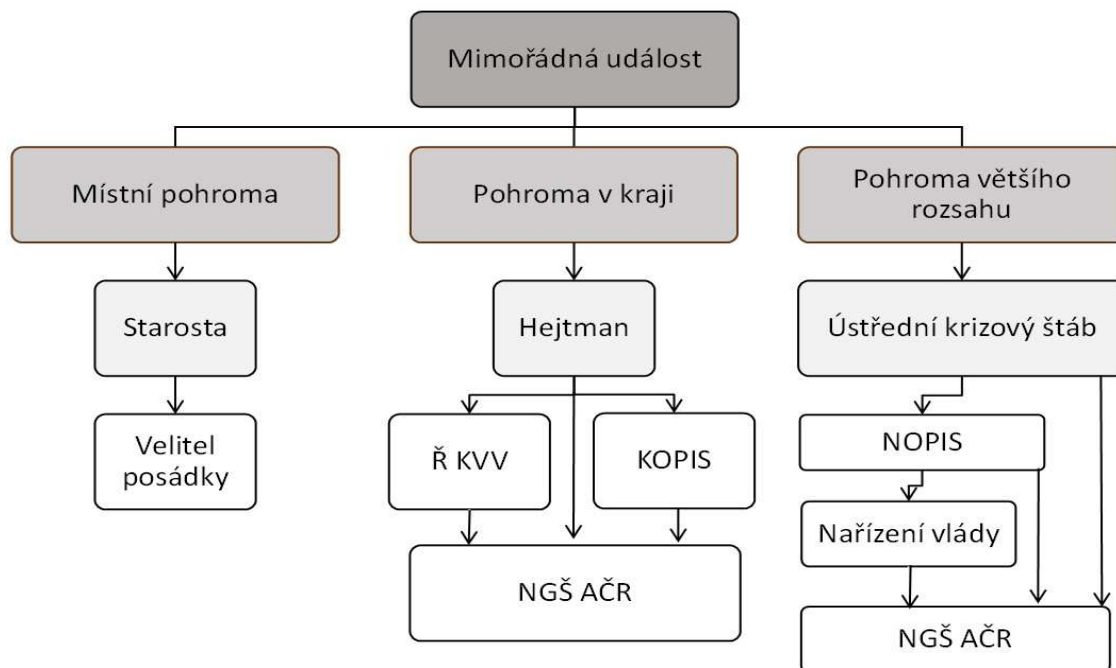 Mimořádná událost
Místní pohroma
Pohroma v kraji
Pohroma většího
rozsahu
Starosta
Hejtman
Ústřední krizový štáb
Velitel
posádky
Ř KVV
KOPIS
NOPIS
Nařízení vlády
NGŠ AČR
NGŠ AČR